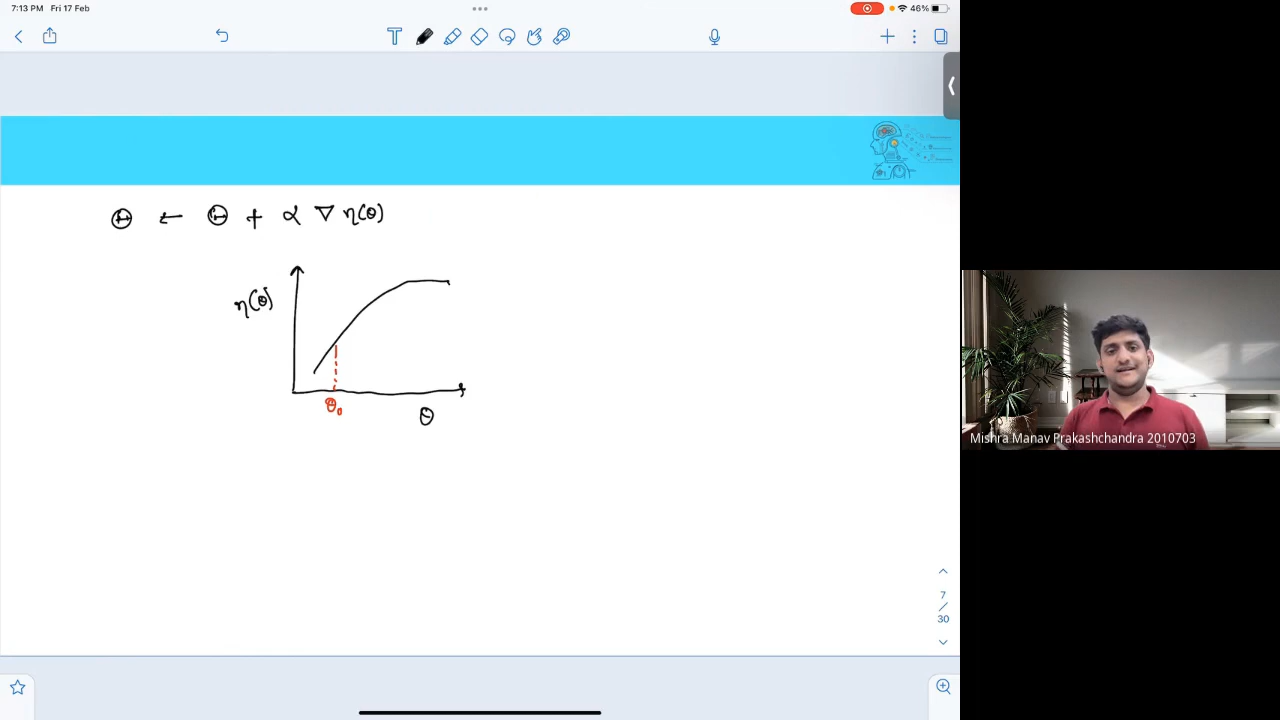 7:13 PM Fri 17 Feb
46%
T
Θ ← Θ + α ∇ η(θ)
η(θ)
θ₀
θ
7
/
30
Mishra Manav Prakashchandra 2010703